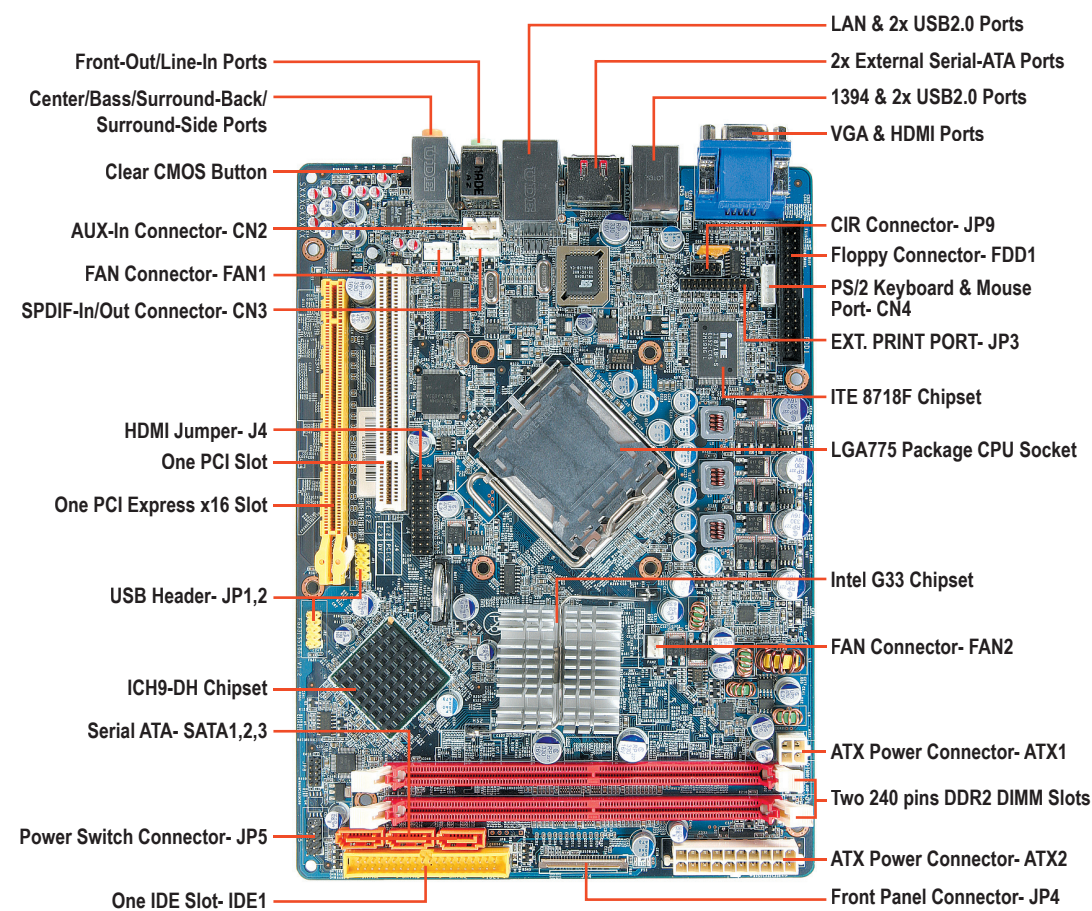 LAN & 2x USB2.0 Ports
Front-Out/Line-In Ports
2x External Serial-ATA Ports
Center/Bass/Surround-Back/
Surround-Side Ports
1394 & 2x USB2.0 Ports
VGA & HDMI Ports
Clear CMOS Button
AUX-In Connector- CN2
CIR Connector- JP9
FAN Connector- FAN1
Floppy Connector- FDD1
SPDIF-In/Out Connector- CN3
PS/2 Keyboard & Mouse
Port- CN4
EXT. PRINT PORT- JP3
iTE
ITE 8718F Chipset
HDMI Jumper- J4
LGA775 Package CPU Socket
One PCI Slot
One PCI Express x16 Slot
Intel G33 Chipset
USB Header- JP1,2
FAN Connector- FAN2
ICH9-DH Chipset
Serial ATA- SATA1,2,3
ATX Power Connector- ATX1
Two 240 pins DDR2 DIMM Slots
Power Switch Connector- JP5
ATX Power Connector- ATX2
One IDE Slot- IDE1
Front Panel Connector- JP4